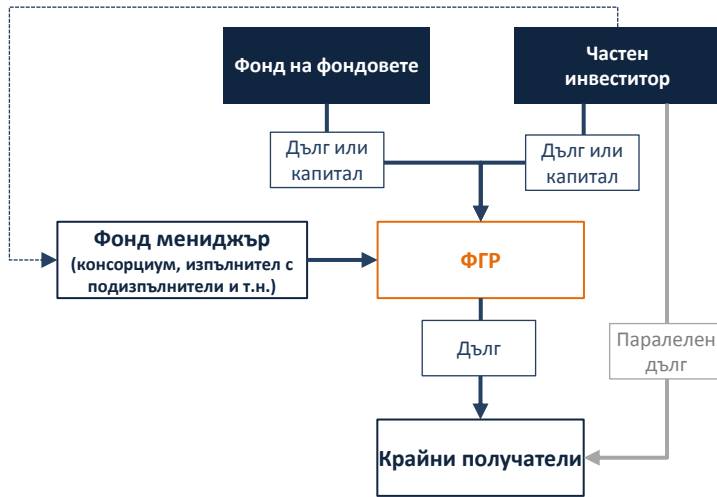 Фонд на фондовете
Частен
инвеститор
Дълг или
капитал
Дълг или
капитал
Фонд мениджър
(консорциум, изпълнител с
подизпълнители и т.н.)
ФГР
Дълг
Паралелен
дълг
Крайни получатели